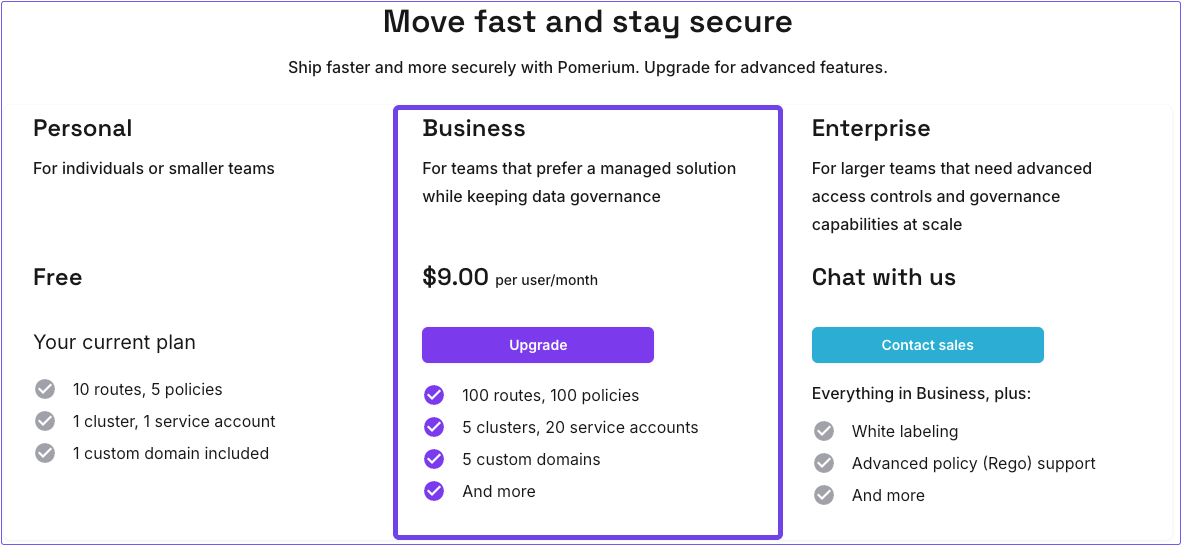 Move fast and stay secure
Ship faster and more securely with Pomerium. Upgrade for advanced features.
Personal
For individuals or smaller teams
Free
Your current plan
10 routes, 5 policies
1 cluster, 1 service account
1 custom domain included
Business
For teams that prefer a managed solution
while keeping data governance
$9.00 per user/month
Upgrade
100 routes, 100 policies
5 clusters, 20 service accounts
5 custom domains
And more
Enterprise
For larger teams that need advanced
access controls and governance
capabilities at scale
Chat with us
Contact sales
Everything in Business, plus:
White labeling
Advanced policy (Rego) support
And more